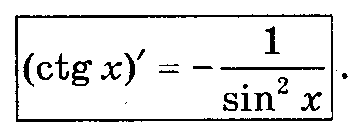 (ctg x)′ = − 1/sin² x .